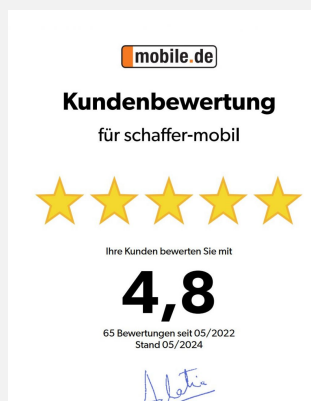 mobile.de
Kundenbewertung
für schaffer-mobil
Ihre Kunden bewerten Sie mit
4,8
65 Bewertungen seit 05/2022
Stand 05/2024